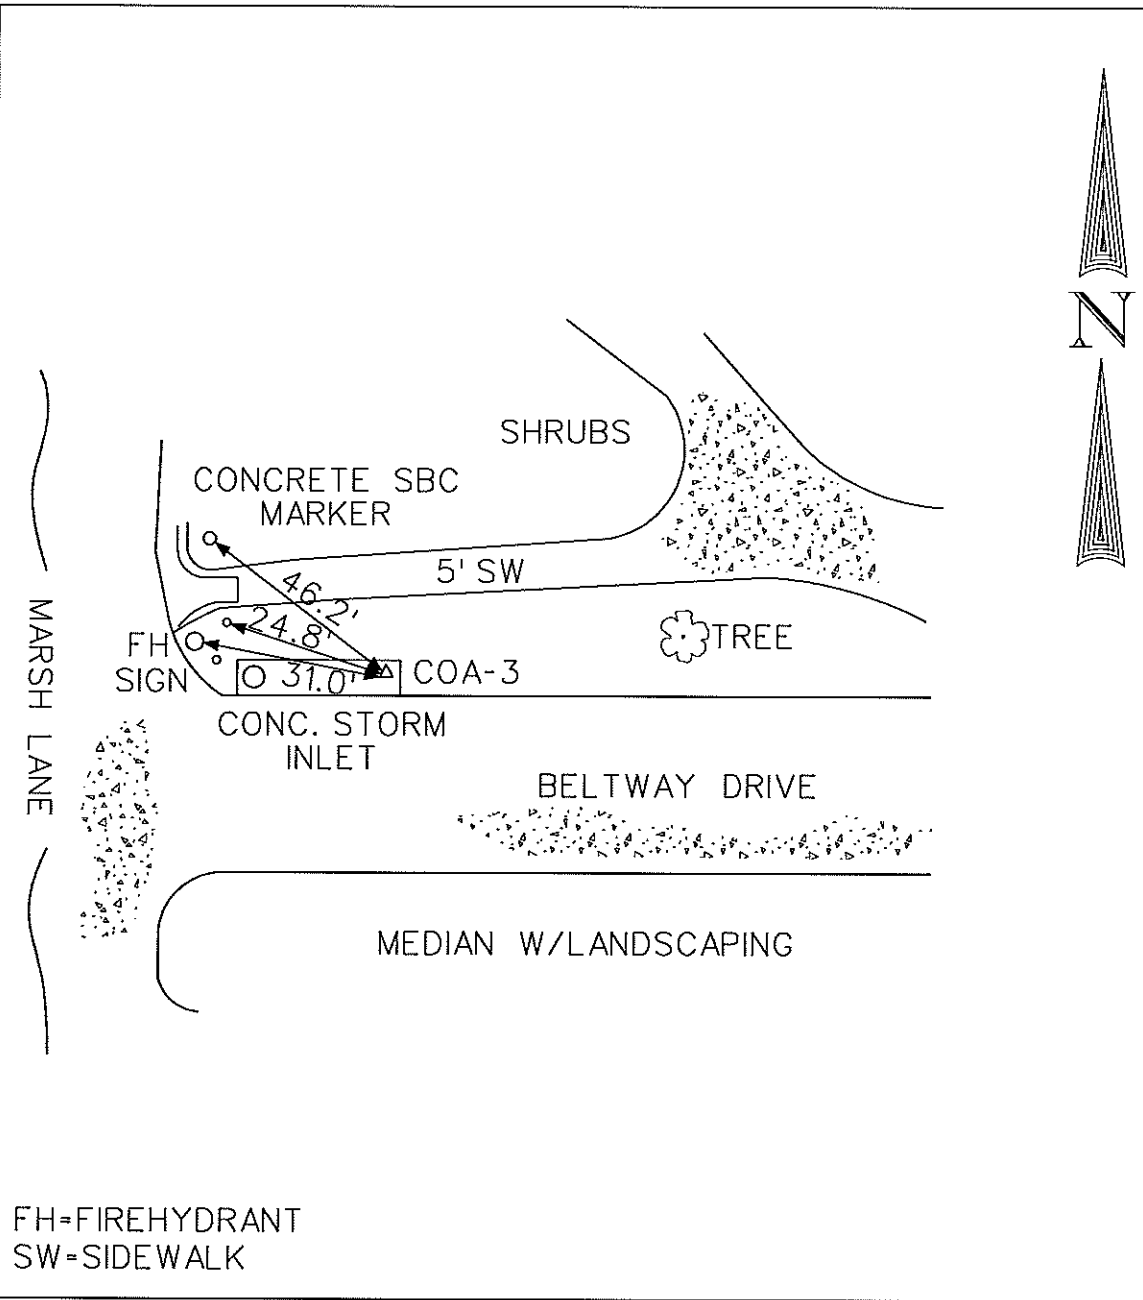 N
SHRUBS
CONCRETE SBC
MARKER
5' SW
46.2'
24.8'
FH
SIGN
TREE
31.0'
COA-3
CONC. STORM
INLET
MARSH LANE
BELTWAY DRIVE
MEDIAN W/LANDSCAPING
FH=FIREHYDRANT
SW=SIDEWALK